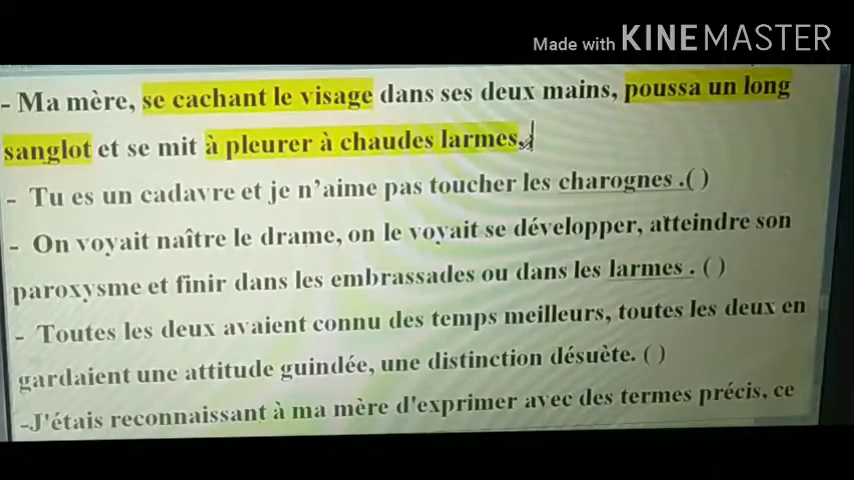 Made with KINEMASTER
- Ma mère, se cachant le visage dans ses deux mains, poussa un long
sanglot et se mit à pleurer à chaudes larmes.
- Tu es un cadavre et je n’aime pas toucher les charognes .( )
- On voyait naître le drame, on le voyait se développer, atteindre son
paroxysme et finir dans les embrassades ou dans les larmes . ( )
- Toutes les deux avaient connu des temps meilleurs, toutes les deux en
gardaient une attitude guindée, une distinction désuète. ( )
-J'étais reconnaissant à ma mère d'exprimer avec des termes précis, ce